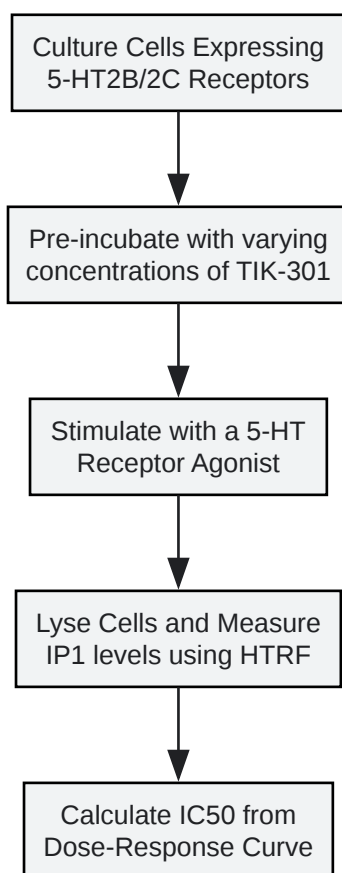 Culture Cells Expressing
5-HT2B/2C Receptors
Pre-incubate with varying
concentrations of TIK-301
Stimulate with a 5-HT
Receptor Agonist
Lyse Cells and Measure
IP1 levels using HTRF
Calculate IC50 from
Dose-Response Curve